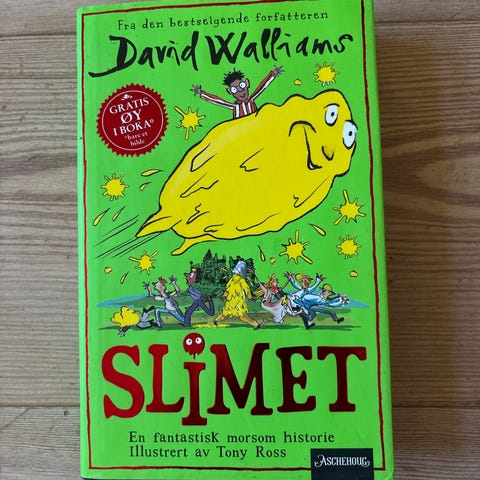 Fra den bestselgende forfatteren
David Walliams
GRATIS
ØY
I BOKA*
*bare et
bilde
SLiMET
En fantastisk morsom historie
Illustrert av Tony Ross
ASCHEHOUG